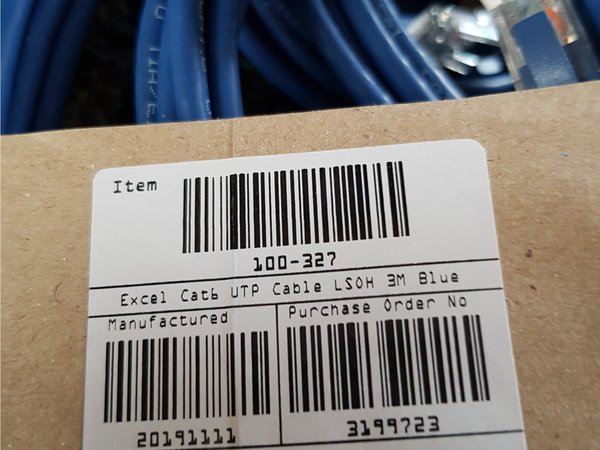 Item
100-327
Excel Cat6 UTP Cable LSOH 3M Blue
Manufactured
Purchase Order No
20191111
3199723